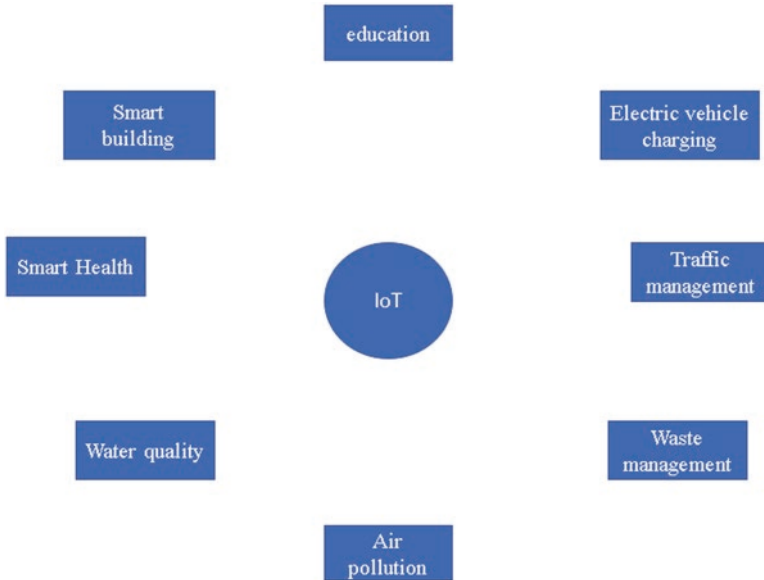 education
Smart
building
Electric vehicle
charging
Smart Health
IoT
Traffic
management
Water quality
Waste
management
Air
pollution